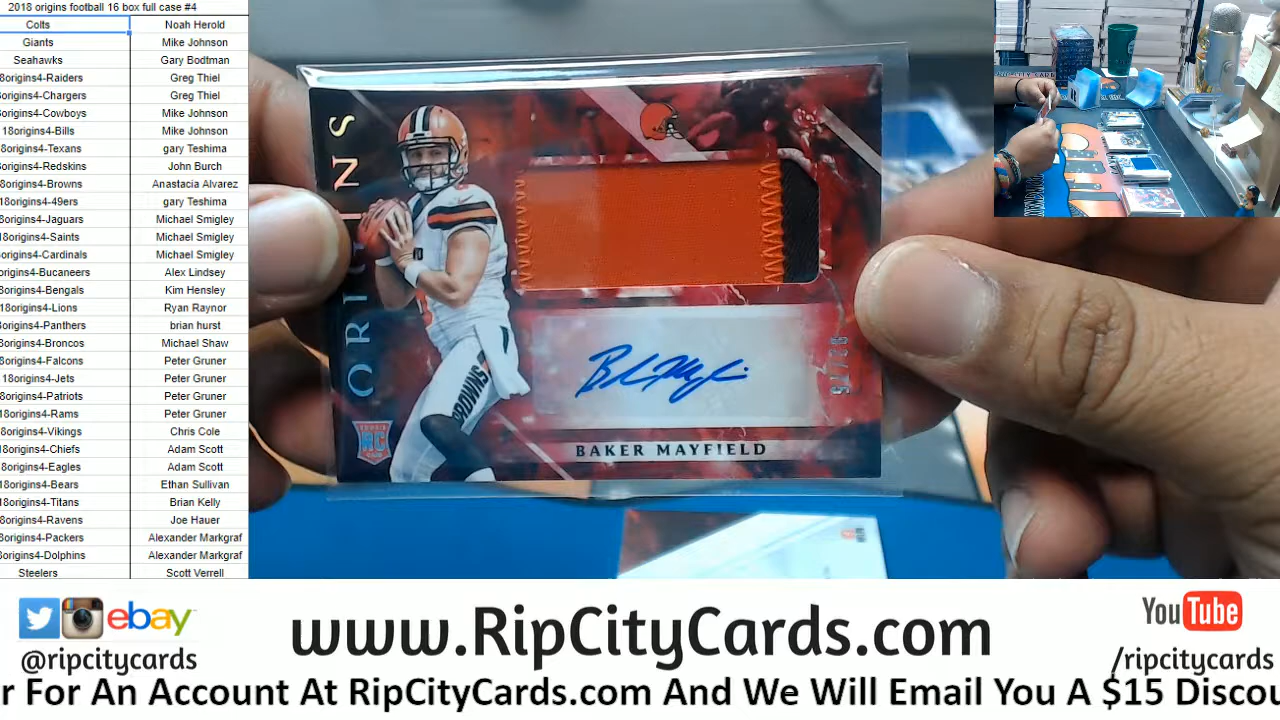 2018 origins football 16 box full case #4
Colts Noah Herold
Giants Mike Johnson
Seahawks Gary Bodtman
8origins4-Raiders Greg Thiel
8origins4-Chargers Greg Thiel
origins4-Cowboys Mike Johnson
18origins4-Bills Mike Johnson
18origins4-Texans gary Teshima
8origins4-Redskins John Burch
8origins4-Browns Anastacia Alvarez
18origins4-49ers gary Teshima
8origins4-Jaguars Michael Smigley
18origins4-Saints Michael Smigley
origins4-Cardinals Michael Smigley
origins4-Bucaneers Alex Lindsey
8origins4-Bengals Kim Hensley
18origins4-Lions Ryan Raynor
origins4-Panthers brian hurst
8origins4-Broncos Michael Shaw
8origins4-Falcons Peter Gruner
18origins4-Jets Peter Gruner
8origins4-Patriots Peter Gruner
18origins4-Rams Peter Gruner
8origins4-Vikings Chris Cole
8origins4-Chiefs Adam Scott
8origins4-Eagles Adam Scott
18origins4-Bears Ethan Sullivan
18origins4-Titans Brian Kelly
8origins4-Ravens Joe Hauer
8origins4-Packers Alexander Markgraf
origins4-Dolphins Alexander Markgraf
Steelers Scott Verrell
ORIGINS
BROWNS
RC
BAKER MAYFIELD
ebay
@ripcitycards
www.RipCityCards.com
YouTube
/ripcitycards
r For An Account At RipCityCards.com And We Will Email You A $15 Discou